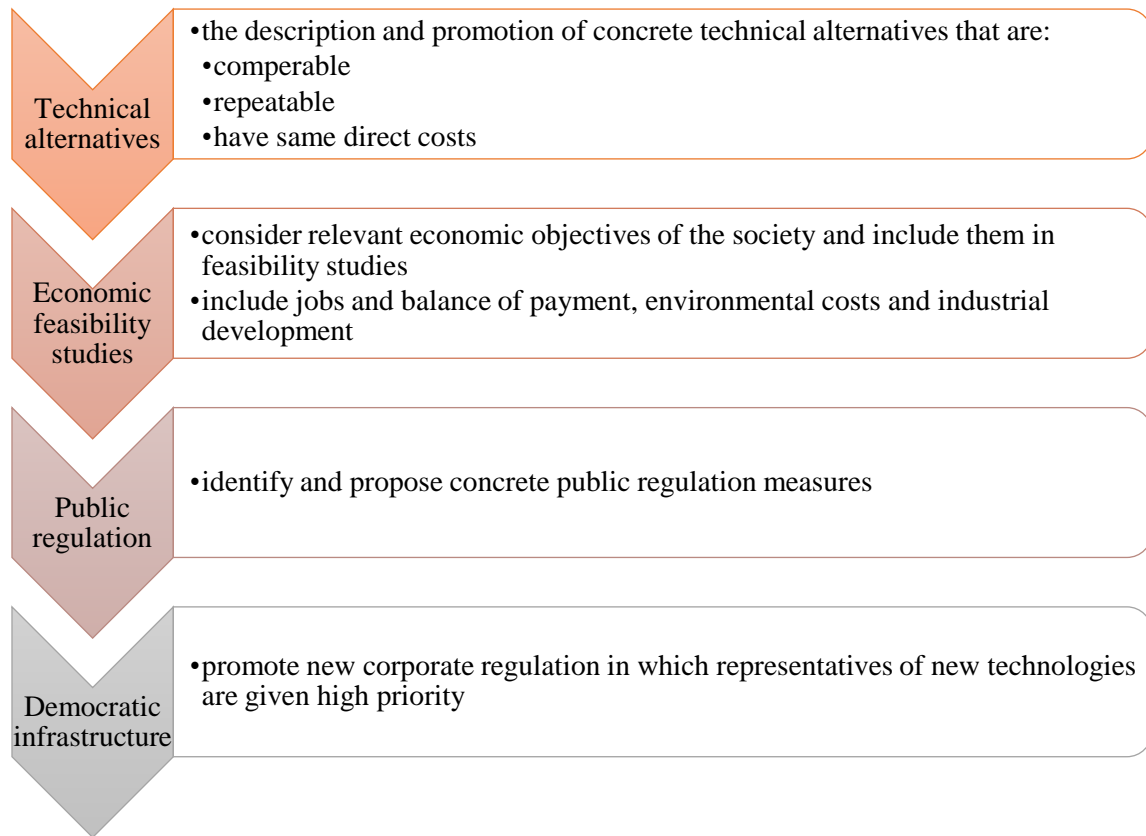 Technical
alternatives
•the description and promotion of concrete technical alternatives that are:
•comperable
•repeatable
•have same direct costs
Economic
feasibility
studies
•consider relevant economic objectives of the society and include them in
feasibility studies
•include jobs and balance of payment, environmental costs and industrial
development
Public
regulation
•identify and propose concrete public regulation measures
Democratic
infrastructure
•promote new corporate regulation in which representatives of new technologies
are given high priority